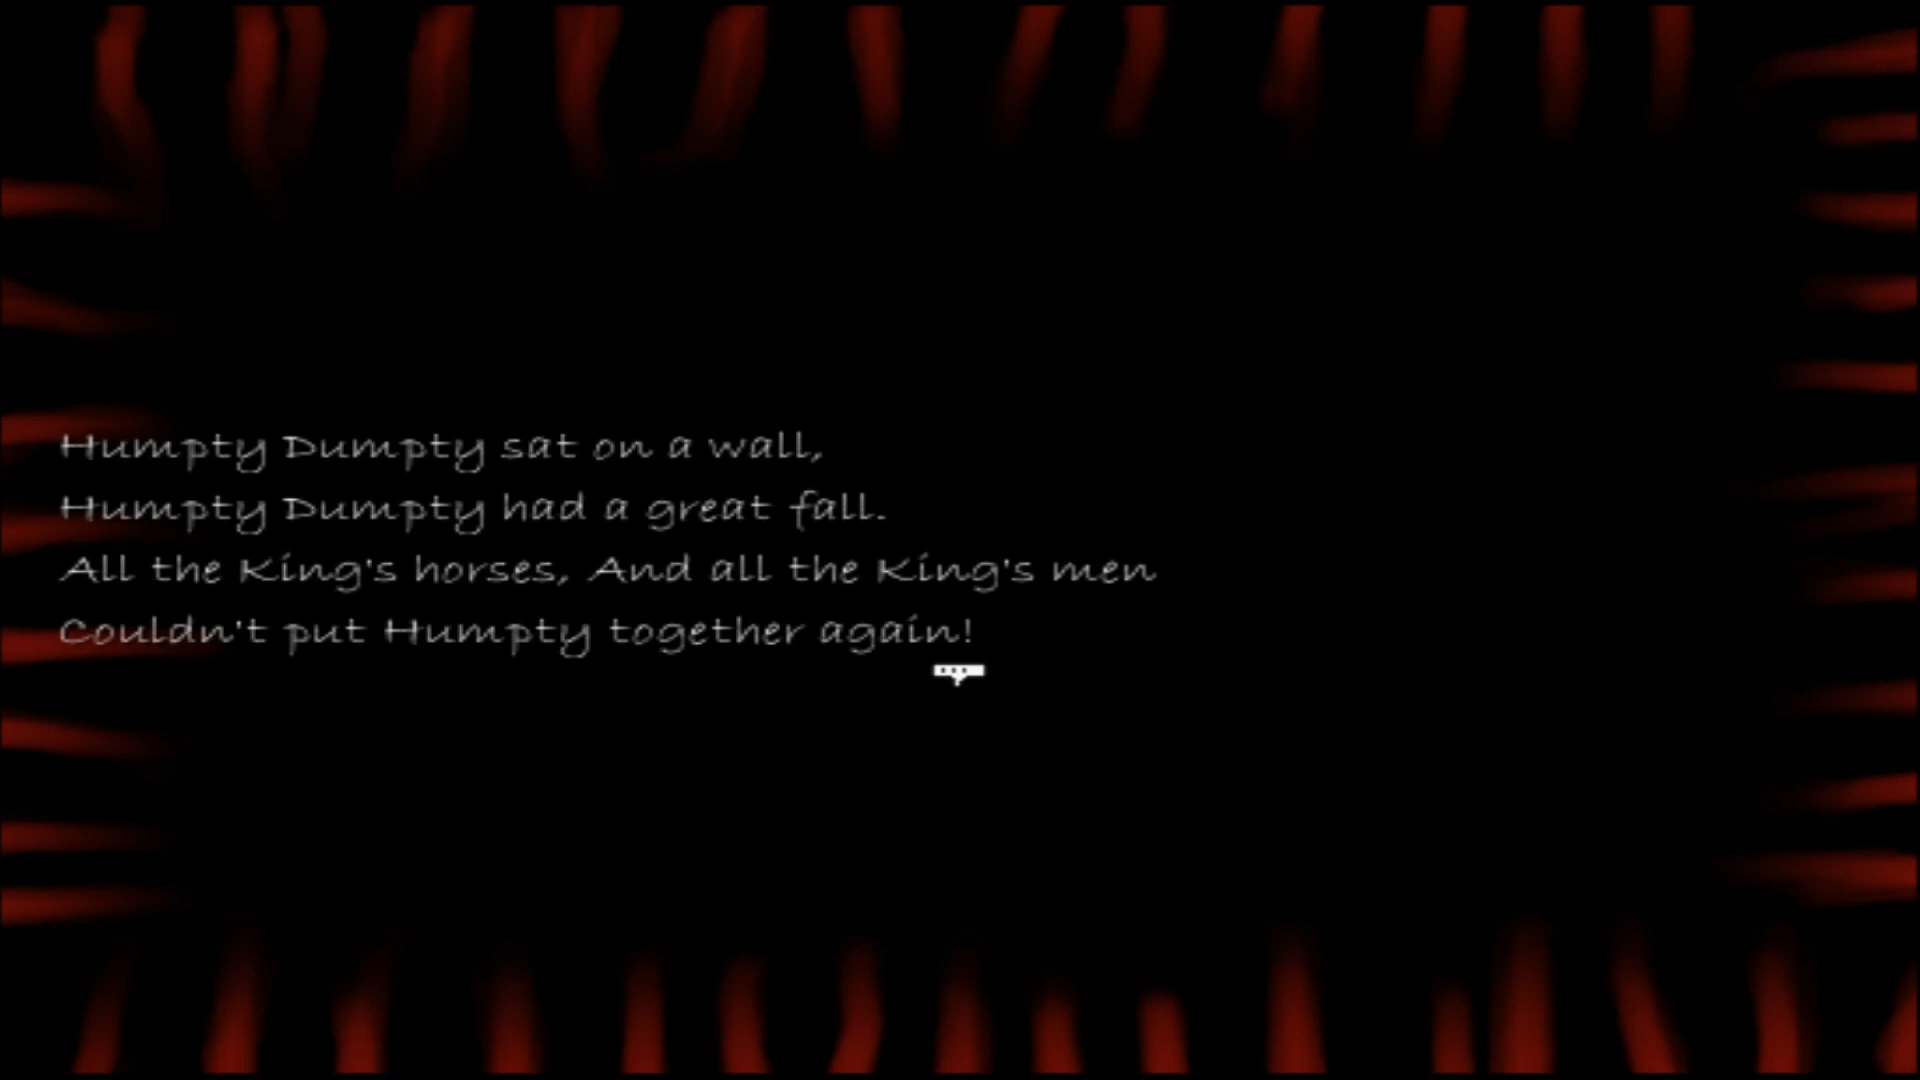 Humpty Dumpty sat on a wall,
Humpty Dumpty had a great fall.
All the King's horses, And all the King's men
Couldn't put Humpty together again!